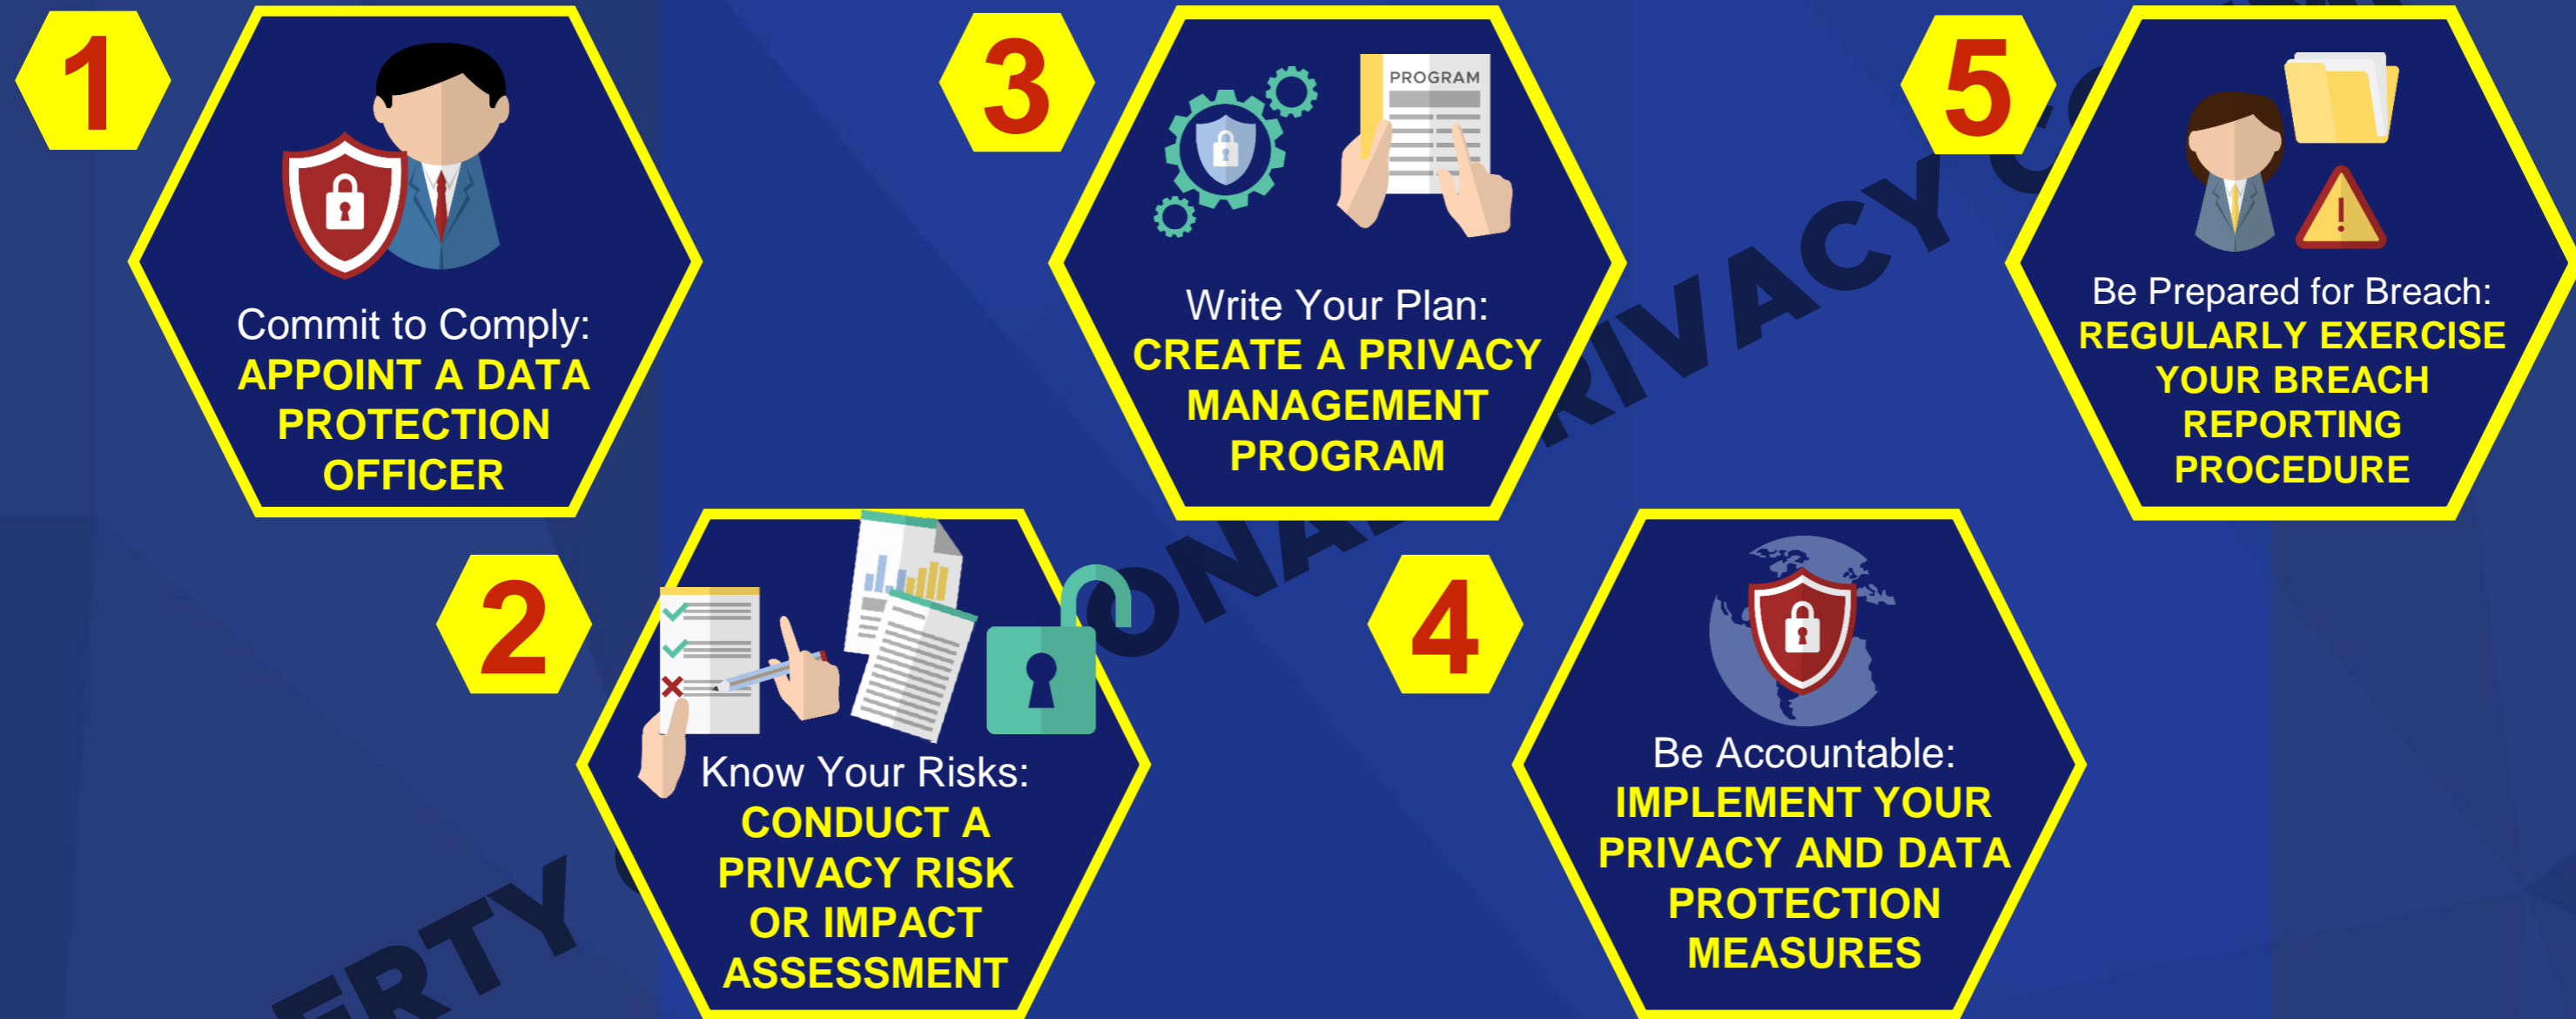 1
Commit to Comply:
APPOINT A DATA
PROTECTION
OFFICER
2
Know Your Risks:
CONDUCT A
PRIVACY RISK
OR IMPACT
ASSESSMENT
3
PROGRAM
Write Your Plan:
CREATE A PRIVACY
MANAGEMENT
PROGRAM
4
Be Accountable:
IMPLEMENT YOUR
PRIVACY AND DATA
PROTECTION
MEASURES
5
Be Prepared for Breach:
REGULARLY EXERCISE
YOUR BREACH
REPORTING
PROCEDURE